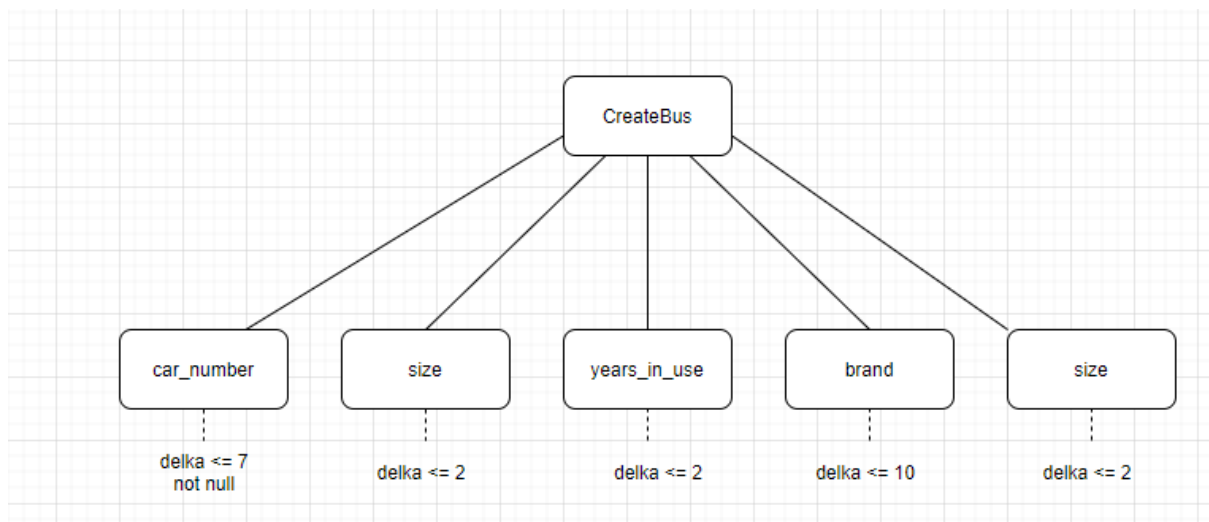 CreateBus
car_number
size
years_in_use
brand
size
delka <= 7
not null
delka <= 2
delka <= 2
delka <= 10
delka <= 2